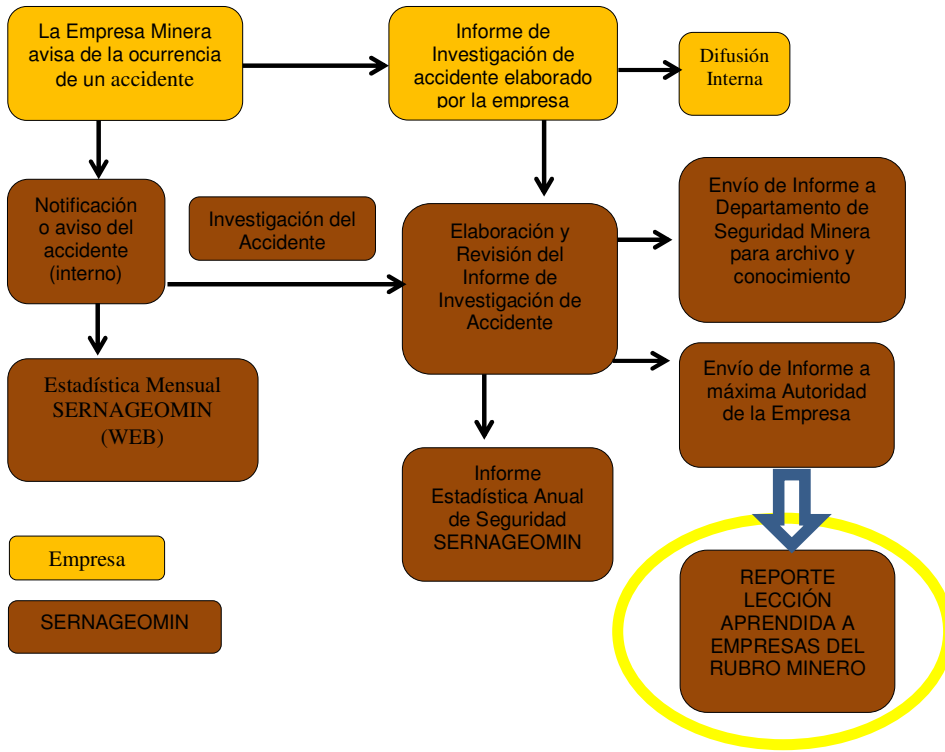 La Empresa Minera
avisa de la ocurrencia
de un accidente
Informe de
Investigación de
accidente elaborado
por la empresa
Difusión
Interna
Notificación
o aviso del
accidente
(interno)
Investigación del
Accidente
Elaboración y
Revisión del
Informe de
Investigación de
Accidente
Envío de Informe a
Departamento de
Seguridad Minera
para archivo y
conocimiento
Estadística Mensual
SERNAGEOMIN
(WEB)
Envío de Informe a
máxima Autoridad
de la Empresa
Informe
Estadística Anual
de Seguridad
SERNAGEOMIN
Empresa
SERNAGEOMIN
REPORTE
LECCIÓN
APRENDIDA A
EMPRESAS DEL
RUBRO MINERO